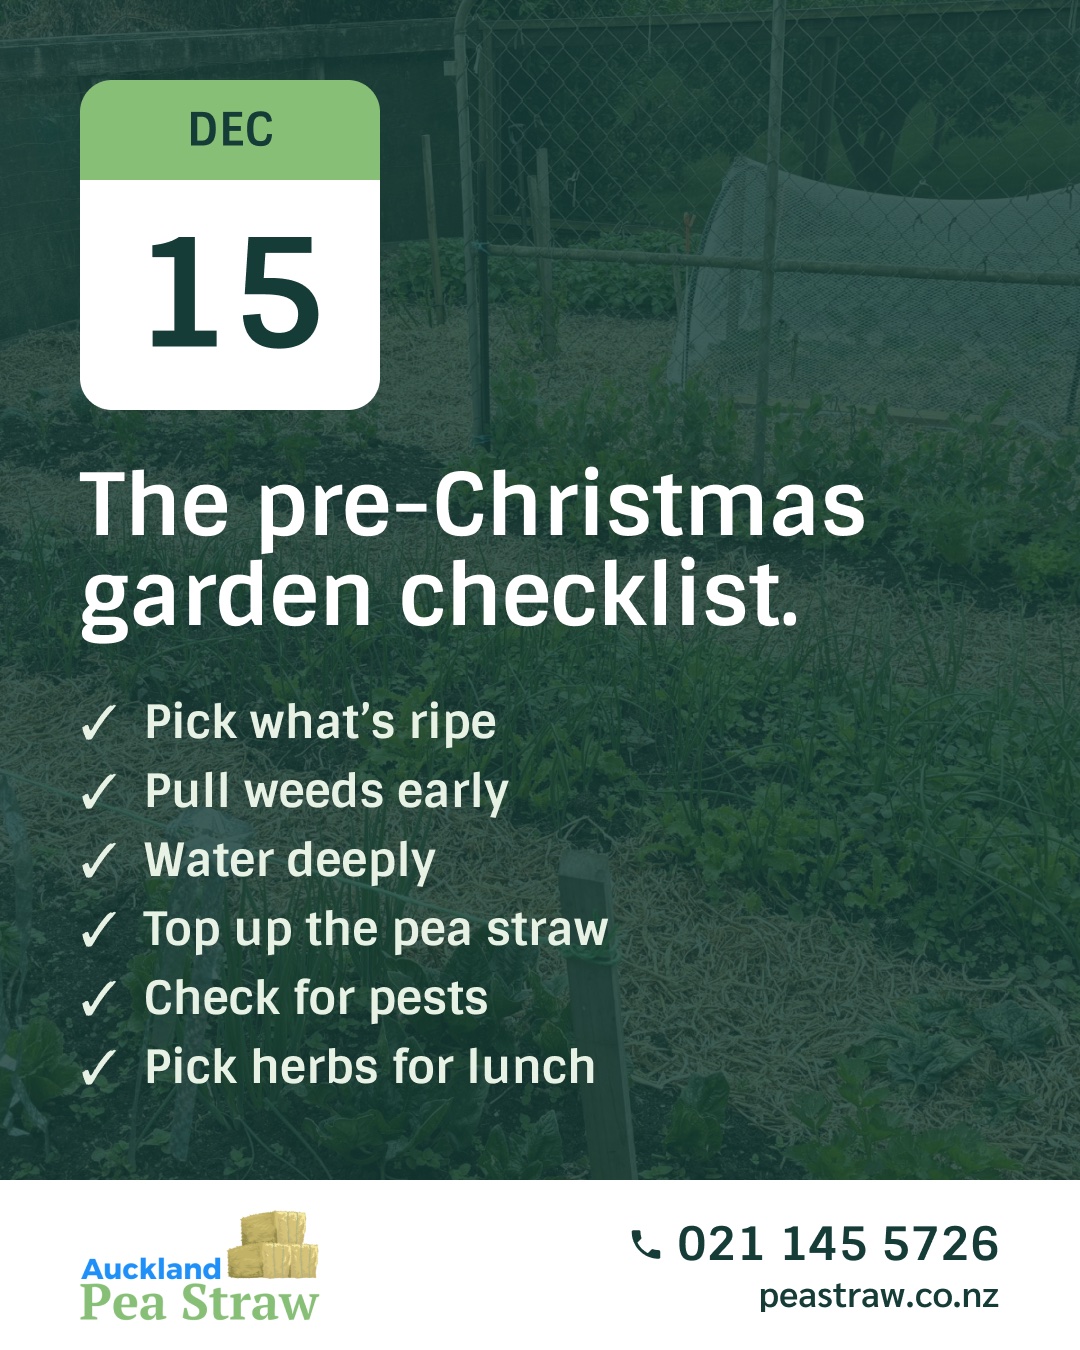 DEC
15
The pre-Christmas
garden checklist.
✓ Pick what’s ripe
✓ Pull weeds early
✓ Water deeply
✓ Top up the pea straw
✓ Check for pests
✓ Pick herbs for lunch
Auckland
Pea Straw
021 145 5726
peastraw.co.nz